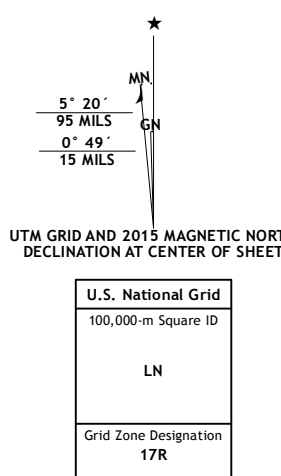 MN.
5° 20´
95 MILS
GN
0° 49´
15 MILS
UTM GRID AND 2015 MAGNETIC NORT
DECLINATION AT CENTER OF SHEET
U.S. National Grid
100,000-m Square ID
LN
Grid Zone Designation
17R